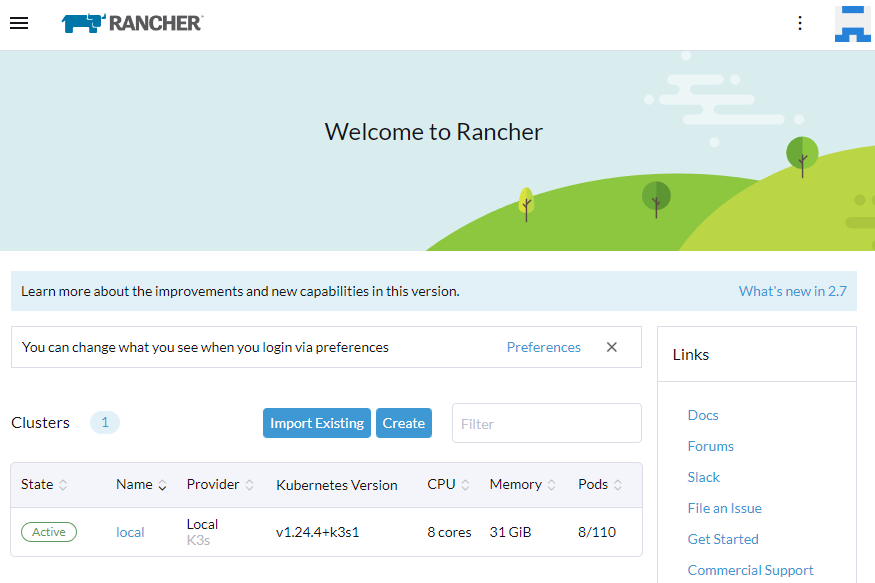 RANCHER
Welcome to Rancher
Learn more about the improvements and new capabilities in this version. What's new in 2.7
You can change what you see when you login via preferences Preferences
Clusters 1 Import Existing Create Filter
State Name Provider Kubernetes Version CPU Memory Pods
Active local Local K3s v1.24.4+k3s1 8 cores 31 GiB 8/110
Links
Docs
Forums
Slack
File an Issue
Get Started
Commercial Support